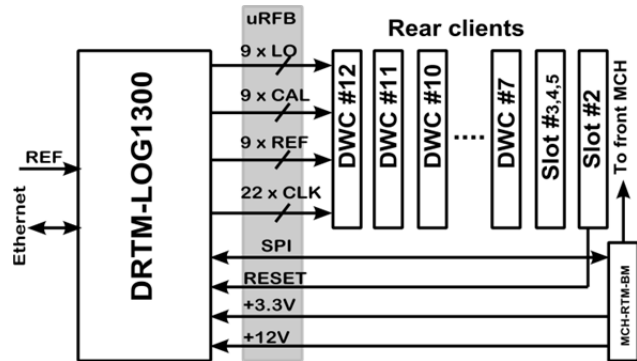 uRFB
Rear clients
9 x LO
9 x CAL
9 x REF
22 x CLK
SPI
RESET
+3.3V
+12V
REF
Ethernet
DRTM-LOG1300
DWC #12
DWC #11
DWC #10
....
DWC #7
Slot #3,4,5
Slot #2
To front MCH
MCH-RTM-BM